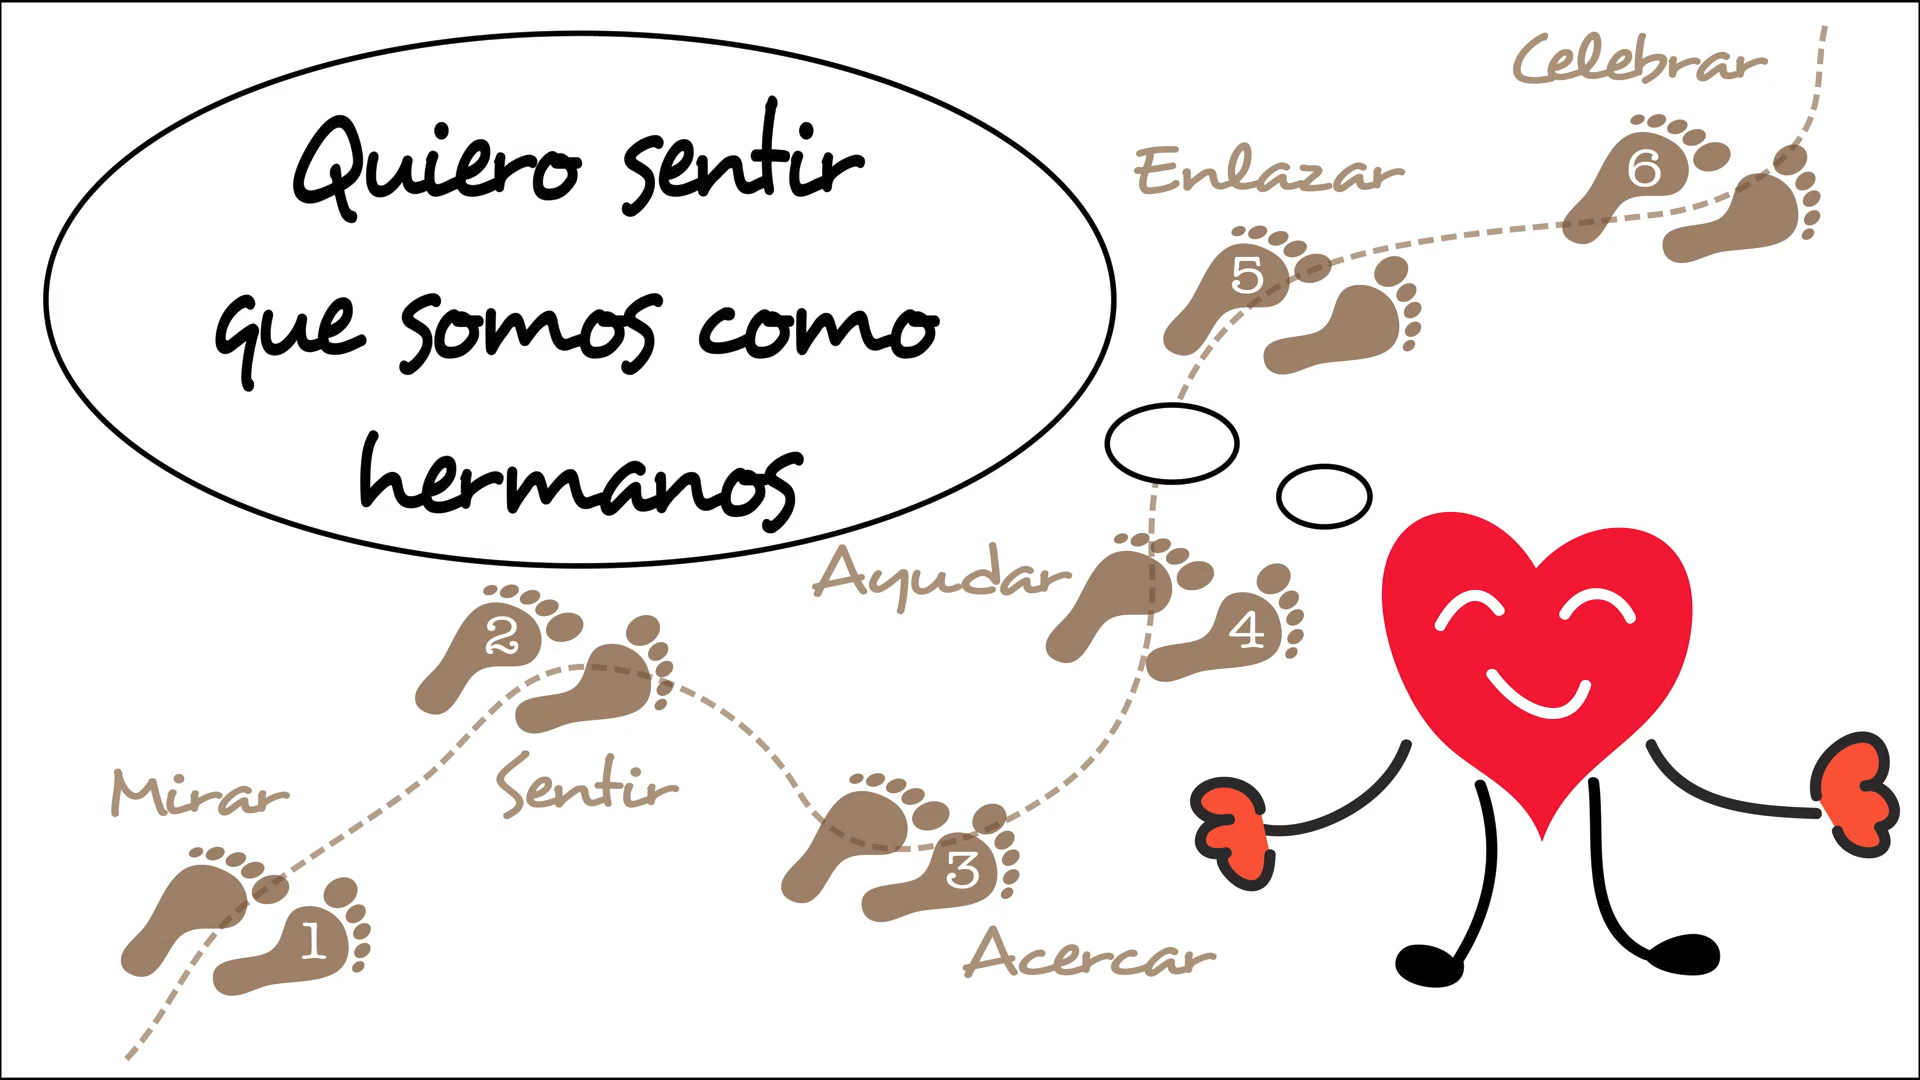 Quiero sentir
que somos como
hermanos
Mirar
1
2
Sentir
3
Acercar
Ayudar
4
Enlazar
5
Celebrar
6